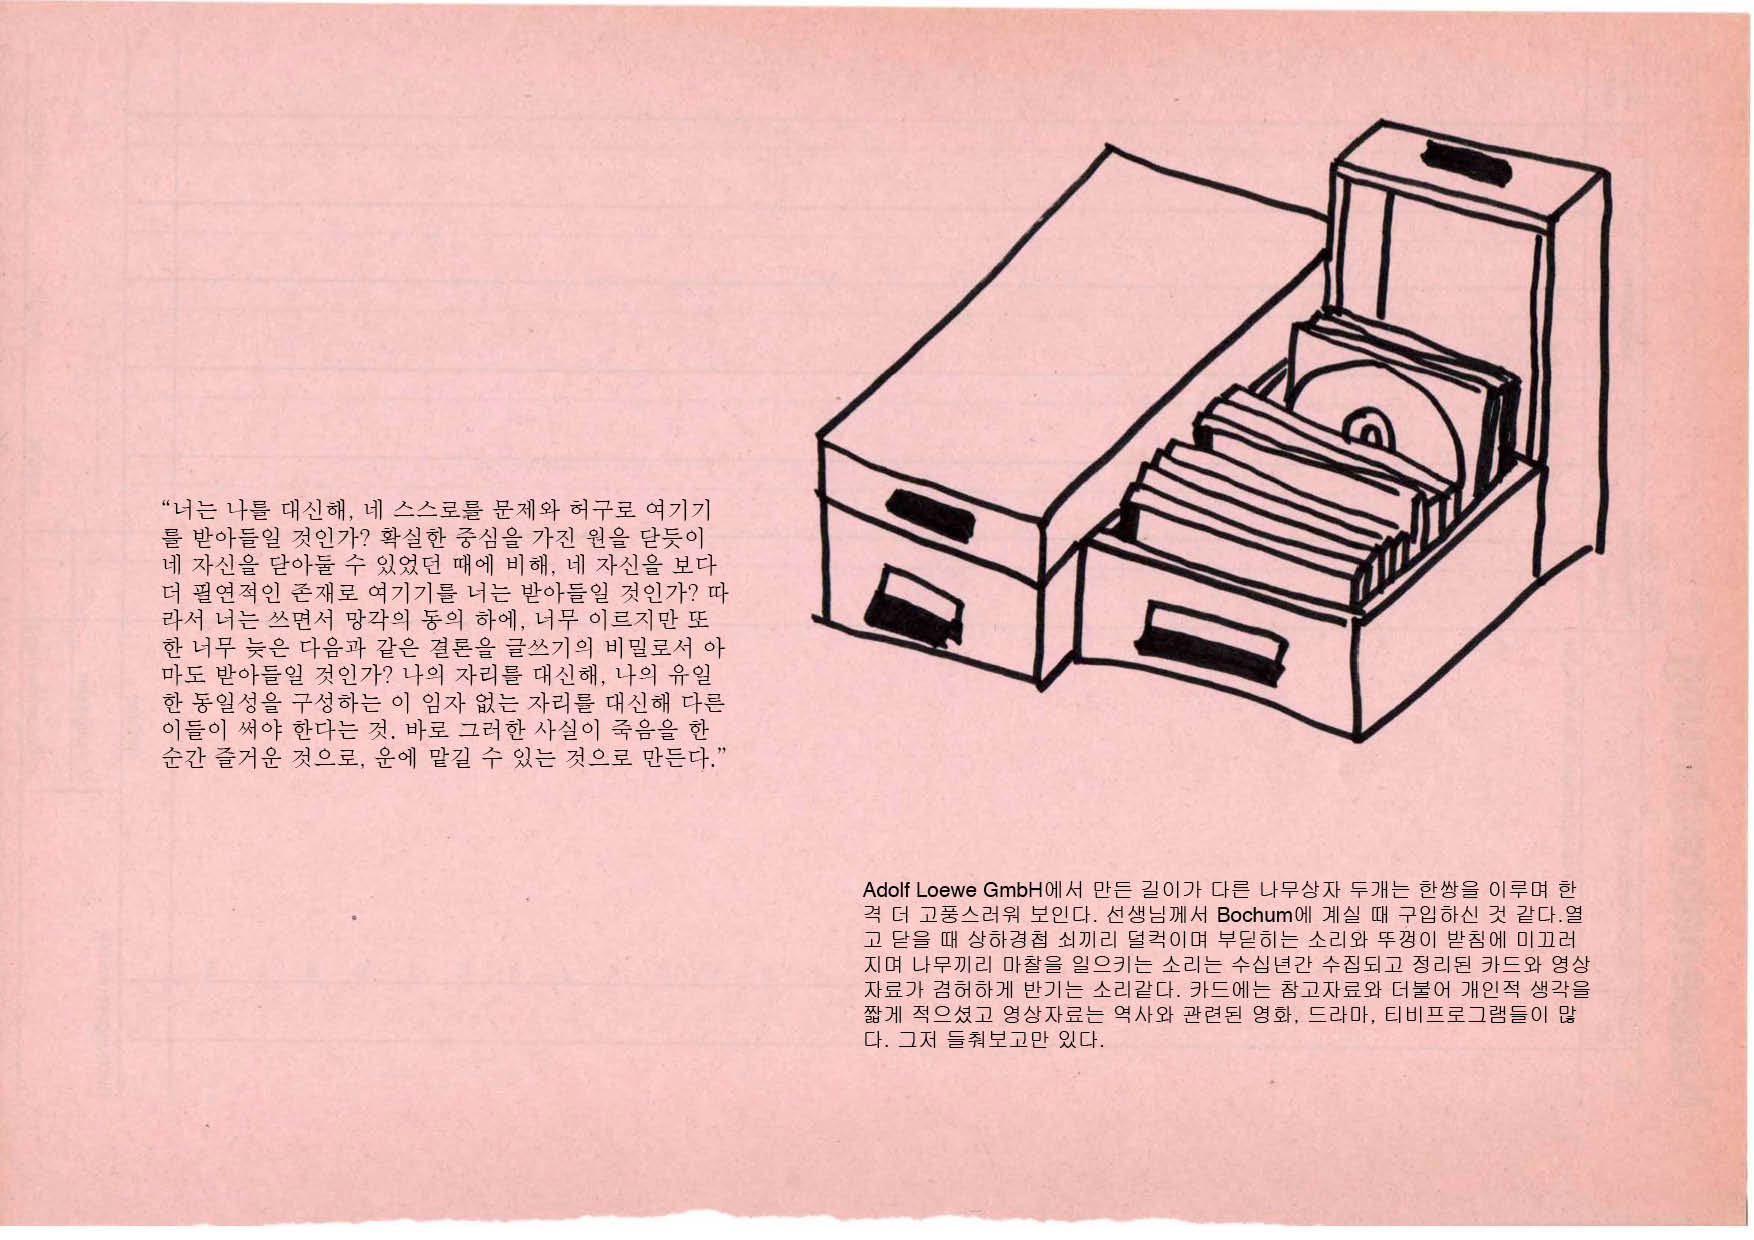 “너는 나를 대신해, 네 스스로를 문제와 허구로 여기기
를 받아들일 것인가? 확실한 중심을 가진 원을 닫듯이
네 자신을 닫아둘 수 있었던 때에 비해, 네 자신을 보다
더 필연적인 존재로 여기기를 너는 받아들일 것인가? 따
라서 너는 쓰면서 망각의 동의 하에, 너무 이르지만 또
한 너무 늦은 다음과 같은 결론을 글쓰기의 비밀로서 아
마도 받아들일 것인가? 나의 자리를 대신해, 나의 유일
한 동일성을 구성하는 이 임자 없는 자리를 대신해 다른
이들이 써야 한다는 것. 바로 그러한 사실이 죽음을 한
순간 즐거운 것으로, 운에 맡길 수 있는 것으로 만든다.”
Adolf Loewe GmbH에서 만든 길이가 다른 나무상자 두개는 한쌍을 이루며 한
격 더 고풍스러워 보인다. 선생님께서 Bochum에 계실 때 구입하신 것 같다.열
고 닫을 때 상하경첩 쇠끼리 덜컥이며 부딛히는 소리와 뚜껑이 받침에 미끄러
지며 나무끼리 마찰을 일으키는 소리는 수십년간 수집되고 정리된 카드와 영상
자료가 겸허하게 반기는 소리같다. 카드에는 참고자료와 더불어 개인적 생각을
짧게 적으셨고 영상자료는 역사와 관련된 영화, 드라마, 티비프로그램들이 많
다. 그저 들춰보고만 있다.